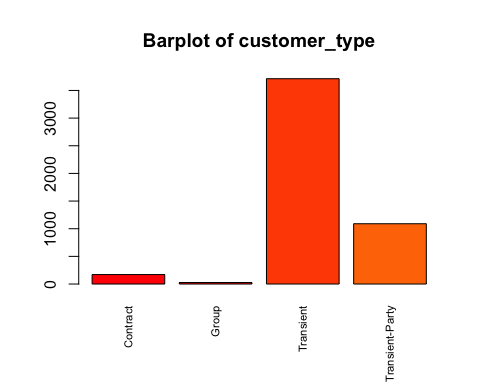 Barplot of customer_type
3000
2000
1000
0
Contract
Group
Transient
Transient-Party